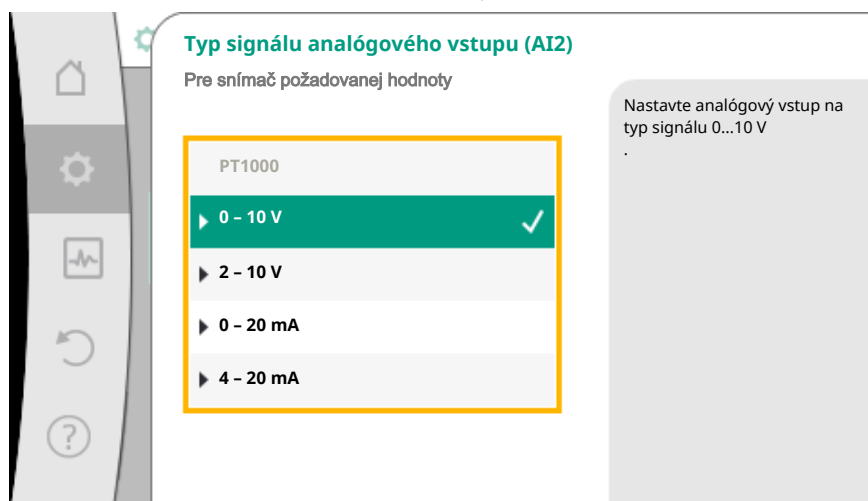 Typ signálu analógového vstupu (AI2)
Pre snímač požadovanej hodnoty
PT1000
0 – 10 V
2 – 10 V
0 – 20 mA
4 – 20 mA
Nastavte analógový vstup na
typ signálu 0...10 V
.
?